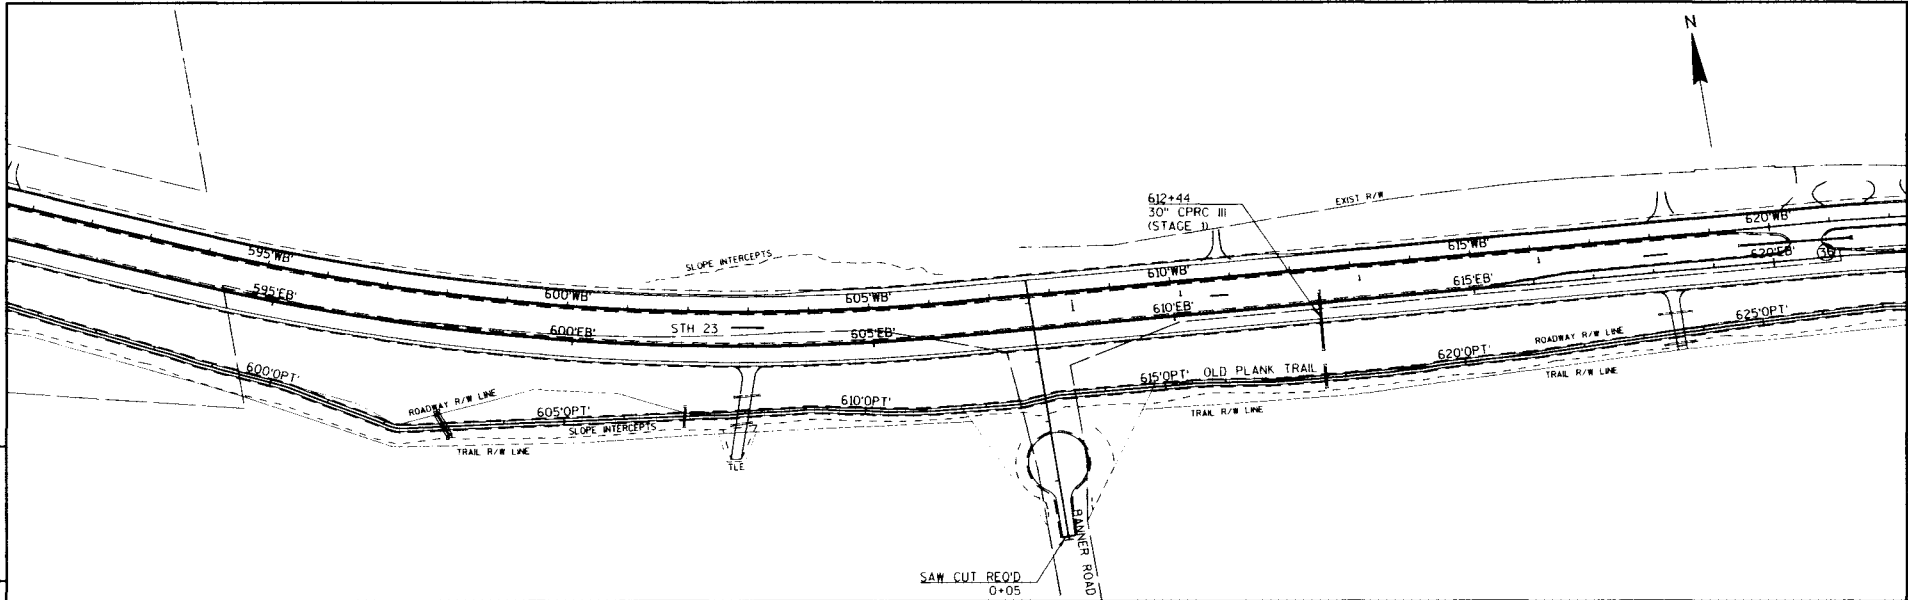 N
612+44
30" CPRC III
(STAGE 1)
EXIST R/W
595'WB'
SLOPE INTERCEPTS
600'WB'
605'WB'
610'WB'
615'WB'
620'WB'
595'EB'
600'EB'
STH 23
605'EB'
610'EB'
615'EB'
620'EB'
36
600'OPT'
ROADWAY R/W LINE
605'OPT'
SLOPE INTERCEPTS
TRAIL R/W LINE
610'OPT'
TLE
615'OPT'
OLD PLANK TRAIL
620'OPT'
ROADWAY R/W LINE
625'OPT'
TRAIL R/W LINE
TRAIL R/W LINE
BANNER ROAD
SAW CUT REQ'D
0+05